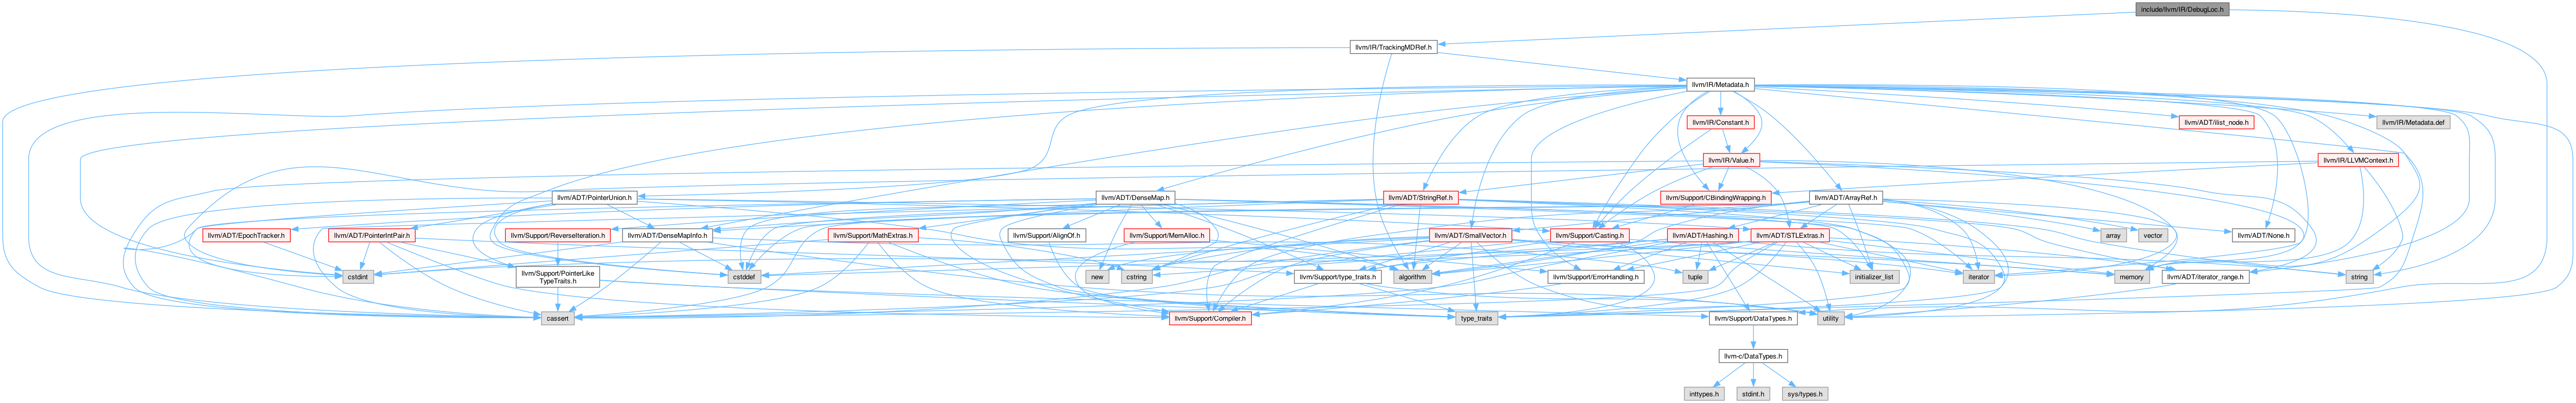 include/llvm/IR/DebugLoc.h
llvm/IR/TrackingMDRef.h
llvm/IR/Metadata.h
llvm/IR/Constant.h
llvm/ADT/ilist_node.h
llvm/IR/Metadata.def
llvm/IR/Value.h
llvm/IR/LLVMContext.h
llvm/ADT/PointerUnion.h
llvm/ADT/DenseMap.h
llvm/ADT/StringRef.h
llvm/Support/CBindingWrapping.h
llvm/ADT/ArrayRef.h
llvm/ADT/EpochTracker.h
llvm/ADT/PointerIntPair.h
llvm/Support/ReverseIteration.h
llvm/ADT/DenseMapInfo.h
llvm/Support/MathExtras.h
llvm/Support/AlignOf.h
llvm/Support/MemAlloc.h
llvm/ADT/SmallVector.h
llvm/Support/Casting.h
llvm/ADT/Hashing.h
llvm/ADT/STLExtras.h
array
vector
llvm/ADT/None.h
cstdint
llvm/Support/PointerLike
TypeTraits.h
cstddef
new
cstring
llvm/Support/type_traits.h
algorithm
llvm/Support/ErrorHandling.h
tuple
initializer_list
iterator
memory
llvm/ADT/iterator_range.h
string
cassert
llvm/Support/Compiler.h
type_traits
llvm/Support/DataTypes.h
utility
llvm-c/DataTypes.h
inttypes.h
stdint.h
sys/types.h